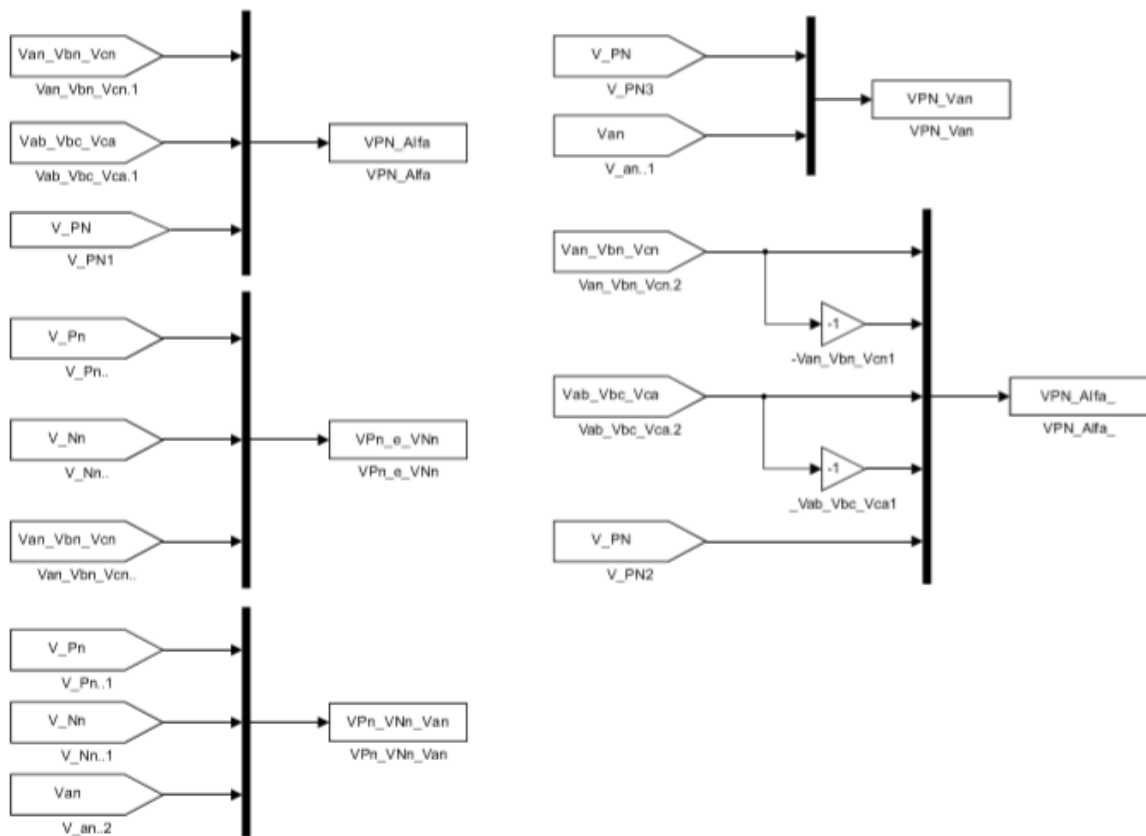 Van_Vbn_Vcn
Van_Vbn_Vcn.1
Vab_Vbc_Vca
Vab_Vbc_Vca.1
V_PN
V_PN1
VPN_Alfa
VPN_Alfa
V_Pn
V_Pn..
V_Nn
V_Nn..
Van_Vbn_Vcn
Van_Vbn_Vcn..
VPn_e_VNn
VPn_e_VNn
V_Pn
V_Pn..1
V_Nn
V_Nn..1
Van
V_an..2
VPn_VNn_Van
VPn_VNn_Van
V_PN
V_PN3
Van
V_an..1
VPN_Van
VPN_Van
Van_Vbn_Vcn
Van_Vbn_Vcn.2
-1
-Van_Vbn_Vcn1
Vab_Vbc_Vca
Vab_Vbc_Vca.2
-1
_Vab_Vbc_Vca1
V_PN
V_PN2
VPN_Alfa_
VPN_Alfa_